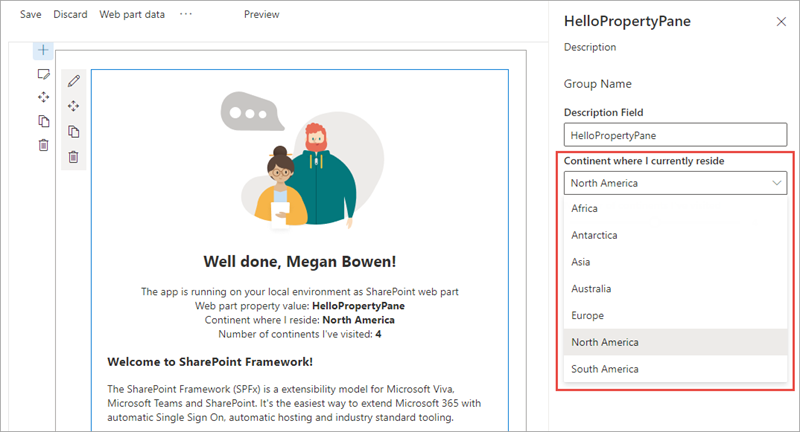 Save Discard Web part data ··· Preview
Well done, Megan Bowen!
The app is running on your local environment as SharePoint web part
Web part property value: HelloPropertyPane
Continent where I reside: North America
Number of continents I've visited: 4
Welcome to SharePoint Framework!
The SharePoint Framework (SPFx) is a extensibility model for Microsoft Viva,
Microsoft Teams and SharePoint. It's the easiest way to extend Microsoft 365 with
automatic Single Sign On, automatic hosting and industry standard tooling.
HelloPropertyPane
Description
Group Name
Description Field
HelloPropertyPane
Continent where I currently reside
North America
Africa
Antarctica
Asia
Australia
Europe
North America
South America